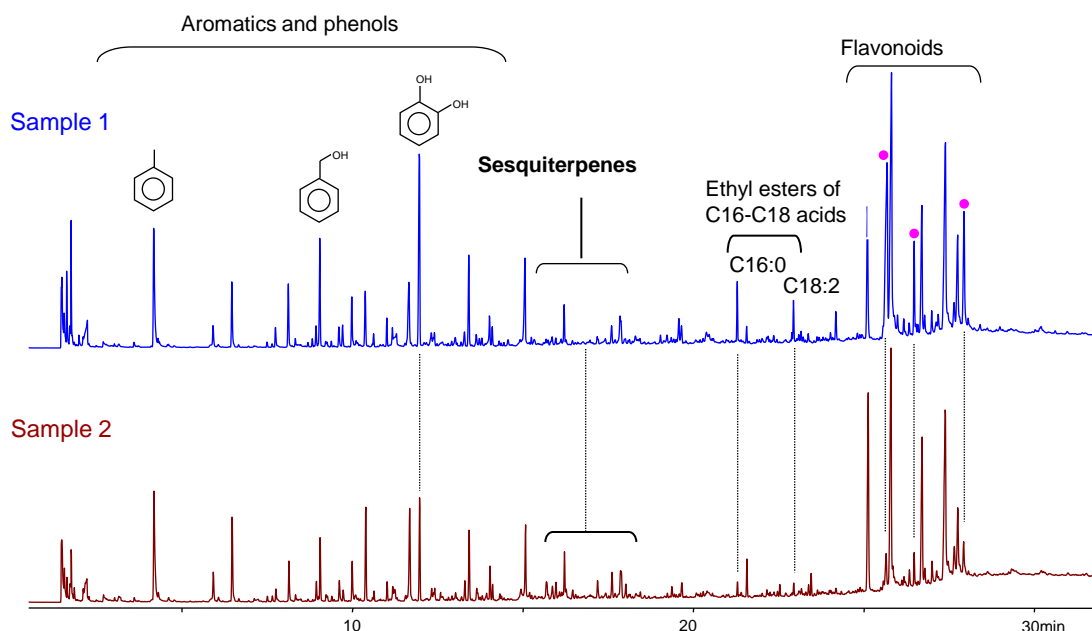 Aromatics and phenols
Flavonoids
OH
OH
Sample 1
OH
Sesquiterpenes
Ethyl esters of
C16-C18 acids
C16:0
C18:2
Sample 2
10
20
30min